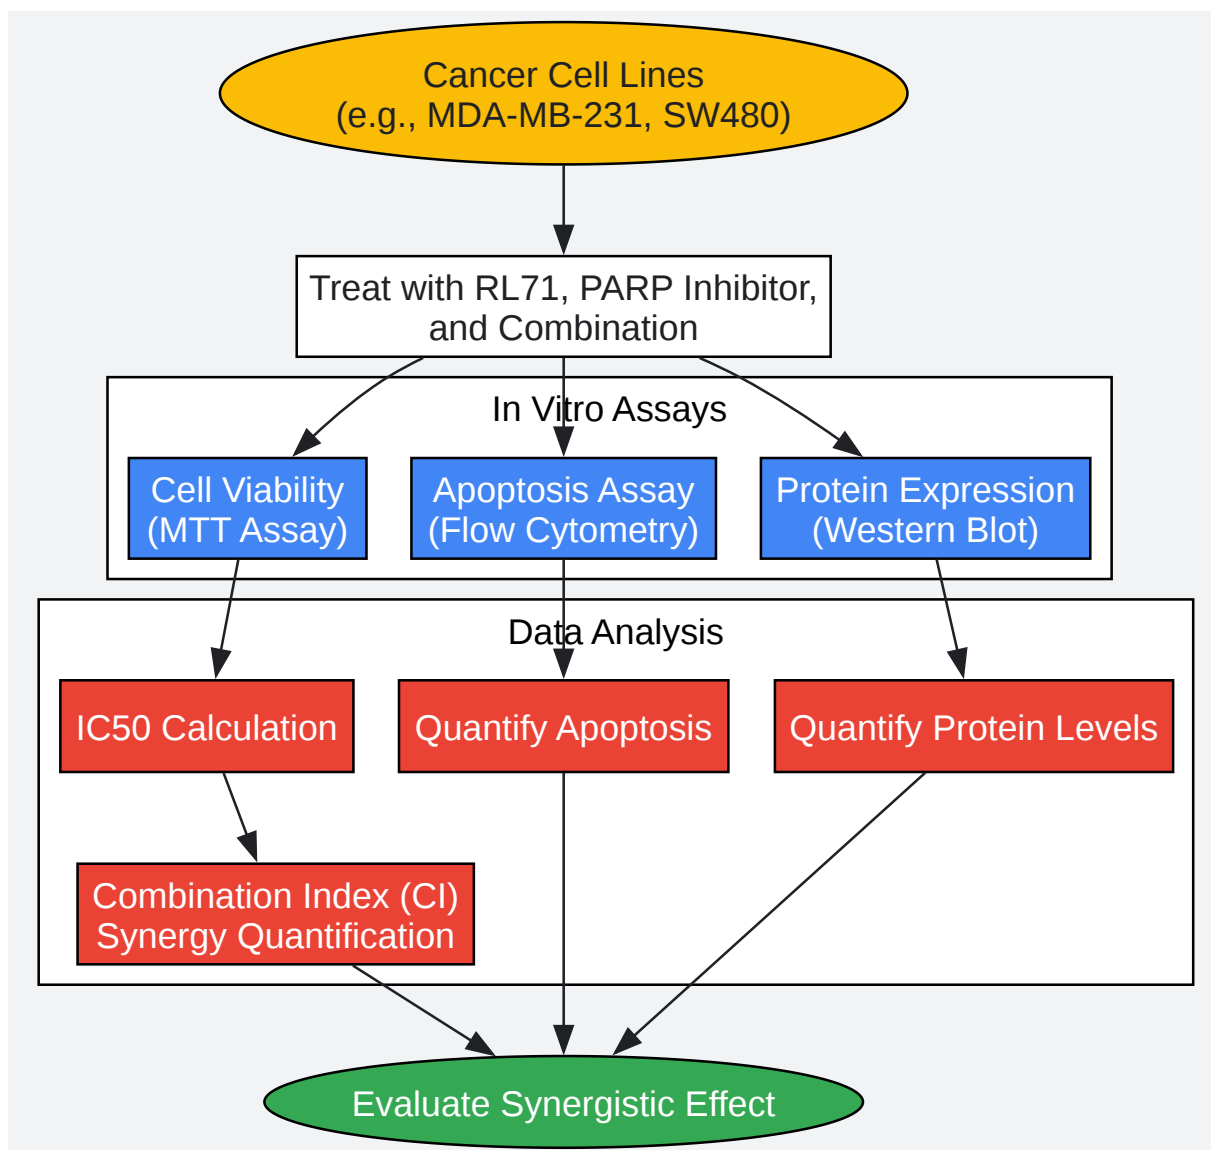 Cancer Cell Lines
(e.g., MDA-MB-231, SW480)
Treat with RL71, PARP Inhibitor,
and Combination
In Vitro Assays
Cell Viability
(MTT Assay)
Apoptosis Assay
(Flow Cytometry)
Protein Expression
(Western Blot)
Data Analysis
IC50 Calculation
Quantify Apoptosis
Quantify Protein Levels
Combination Index (CI)
Synergy Quantification
Evaluate Synergistic Effect